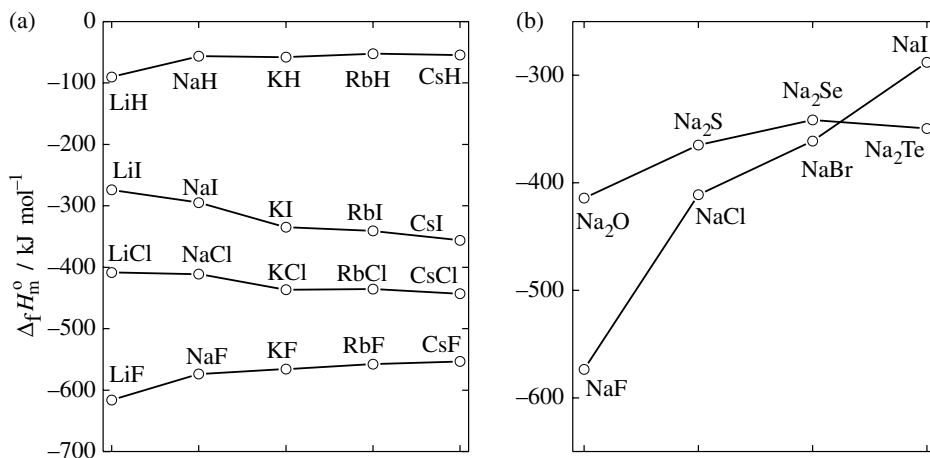 (a)
0
−100
−200
−300
−400
−500
−600
−700
Δ_f H_m^o / kJ mol^−1
LiH
NaH
KH
RbH
CsH
LiI
NaI
KI
RbI
CsI
LiCl
NaCl
KCl
RbCl
CsCl
LiF
NaF
KF
RbF
CsF
(b)
−300
−400
−500
−600
NaI
Na2Se
Na2S
Na2Te
NaBr
Na2O
NaCl
NaF